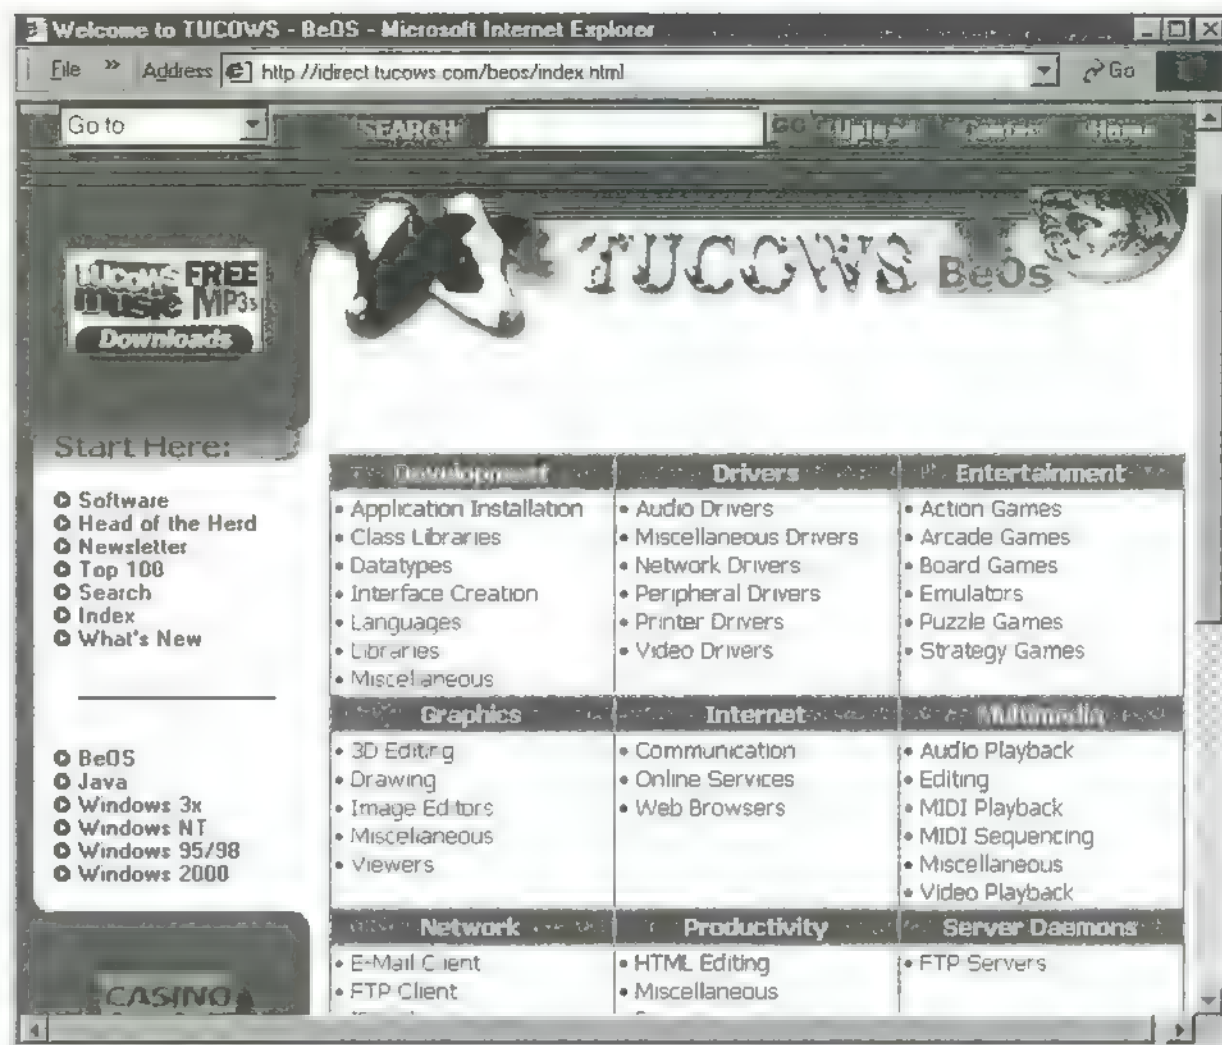 Welcome to TUCOWS - BeOS - Microsoft Internet Explorer
File » Address http //idirect tucows com/beos/index html Go
Go to SEARCH GO Upload Contact Home
TUCOWS BeOs
TUCOWS FREE
music MP3s
Downloads
Start Here:
Software
Head of the Herd
Newsletter
Top 100
Search
Index
What's New
BeOS
Java
Windows 3x
Windows NT
Windows 95/98
Windows 2000
CASINO
Development
• Application Installation
• Class Libraries
• Datatypes
• Interface Creation
• Languages
• Libraries
• Miscellaneous
Drivers
• Audio Drivers
• Miscellaneous Drivers
• Network Drivers
• Peripheral Drivers
• Printer Drivers
• Video Drivers
Entertainment
• Action Games
• Arcade Games
• Board Games
• Emulators
• Puzzle Games
• Strategy Games
Graphics
• 3D Editing
• Drawing
• Image Editors
• Miscellaneous
• Viewers
Internet
• Communication
• Online Services
• Web Browsers
Multimedia
• Audio Playback
• Editing
• MIDI Playback
• MIDI Sequencing
• Miscellaneous
• Video Playback
Network
• E-Mail Client
• FTP Client
Productivity
• HTML Editing
• Miscellaneous
Server Daemons
• FTP Servers